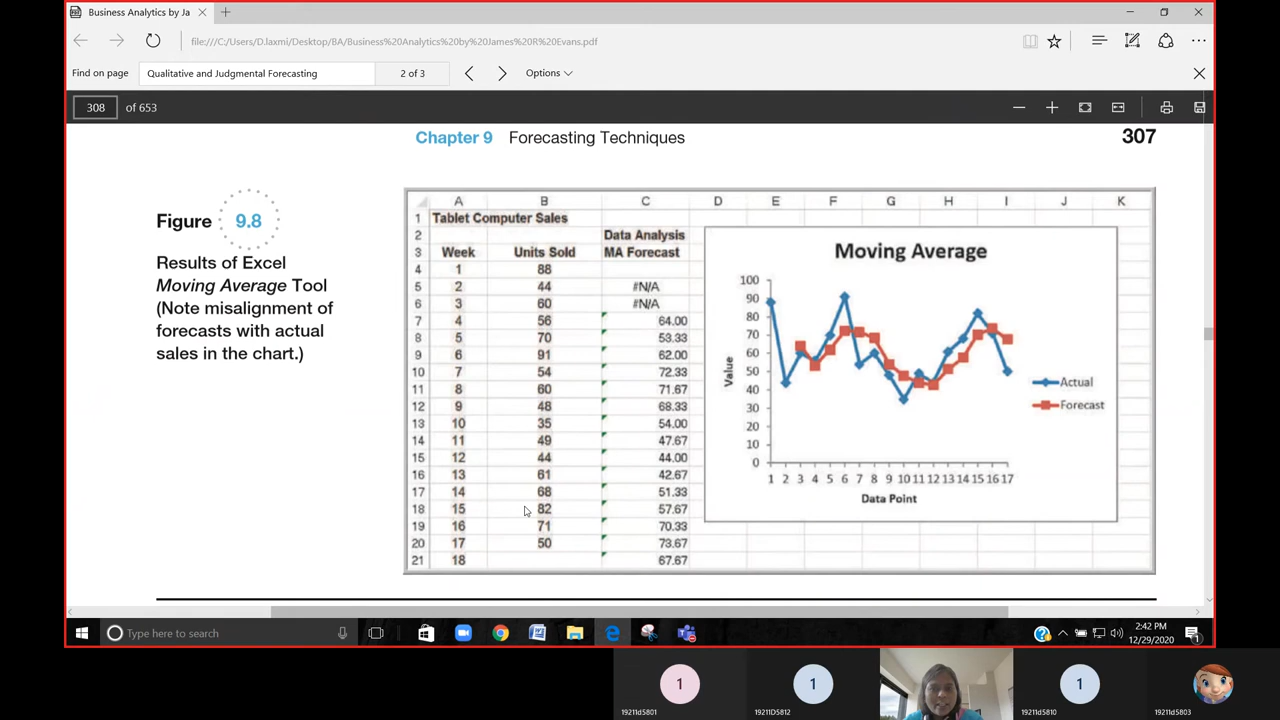 Business Analytics by Ja
file:///C:/Users/D.laxmi/Desktop/BA/Business%20Analytics%20by%20James%20R%20Evans.pdf
Find on page Qualitative and Judgmental Forecasting 2 of 3 Options
308 of 653
Chapter 9 Forecasting Techniques 307
Figure 9.8
Results of Excel
Moving Average Tool
(Note misalignment of
forecasts with actual
sales in the chart.)
A B C D E F G H I J K
1 Tablet Computer Sales
2 Data Analysis
3 Week Units Sold MA Forecast
4 1 88
5 2 44 #N/A
6 3 60 #N/A
7 4 56 64.00
8 5 70 53.33
9 6 91 62.00
10 7 54 72.33
11 8 60 71.67
12 9 48 68.33
13 10 35 54.00
14 11 49 47.67
15 12 44 44.00
16 13 61 42.67
17 14 68 51.33
18 15 82 57.67
19 16 71 70.33
20 17 50 73.67
21 18 67.67
Moving Average
100
90
80
70
60
50
40
30
20
10
0
Value
1 2 3 4 5 6 7 8 9 10 11 12 13 14 15 16 17
Data Point
Actual
Forecast
Type here to search
2:42 PM
12/29/2020
1
1 1 1
19211d5801 19211D5812 19211d5810 19211d5803